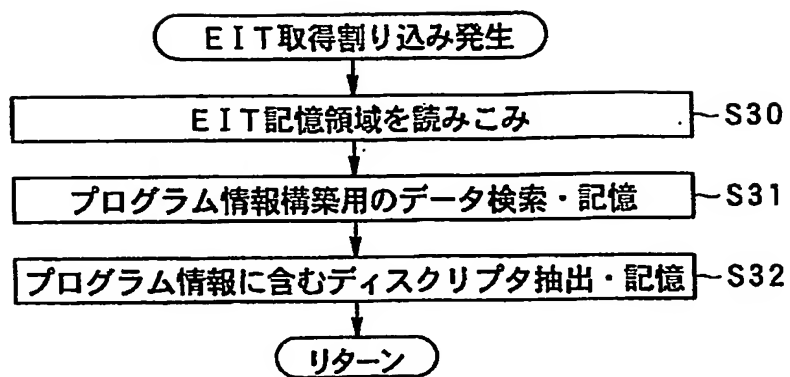 EIT取得割り込み発生
EIT記憶領域を読みこみ
S30
プログラム情報構築用のデータ検索・記憶
S31
プログラム情報に含むディスクリプタ抽出・記憶
S32
リターン